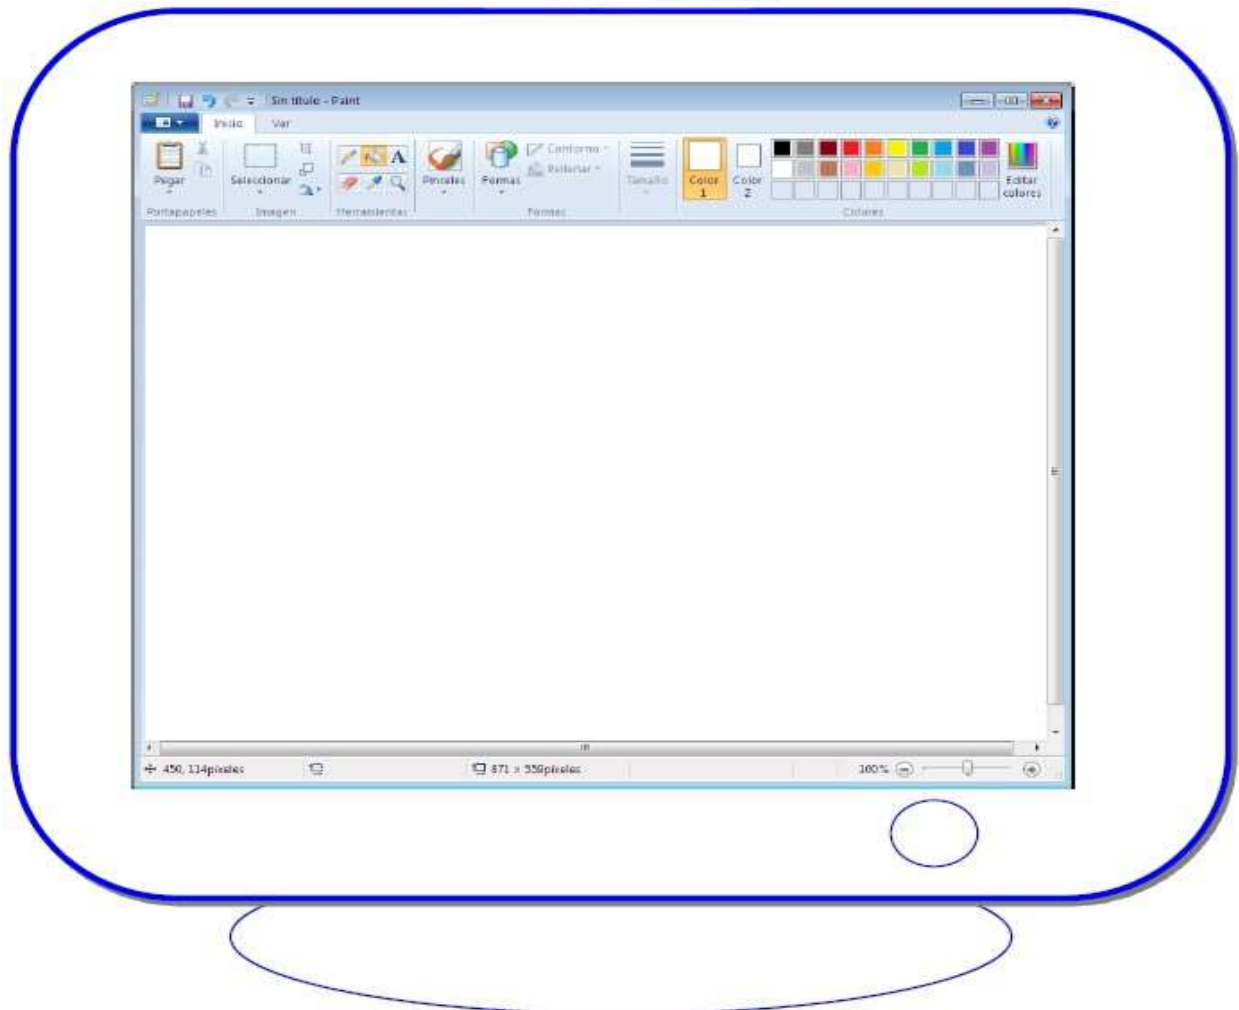 Sin título - Paint
Inicio Ver
Pegar
Seleccionar
A
Pinceles
Formas
Contorno
Rellenar
Tamaño
Color 1
Color 2
Editar colores
Portapapeles Imagen Herramientas Formas Colores
450, 114píxeles 871 × 559píxeles 100%